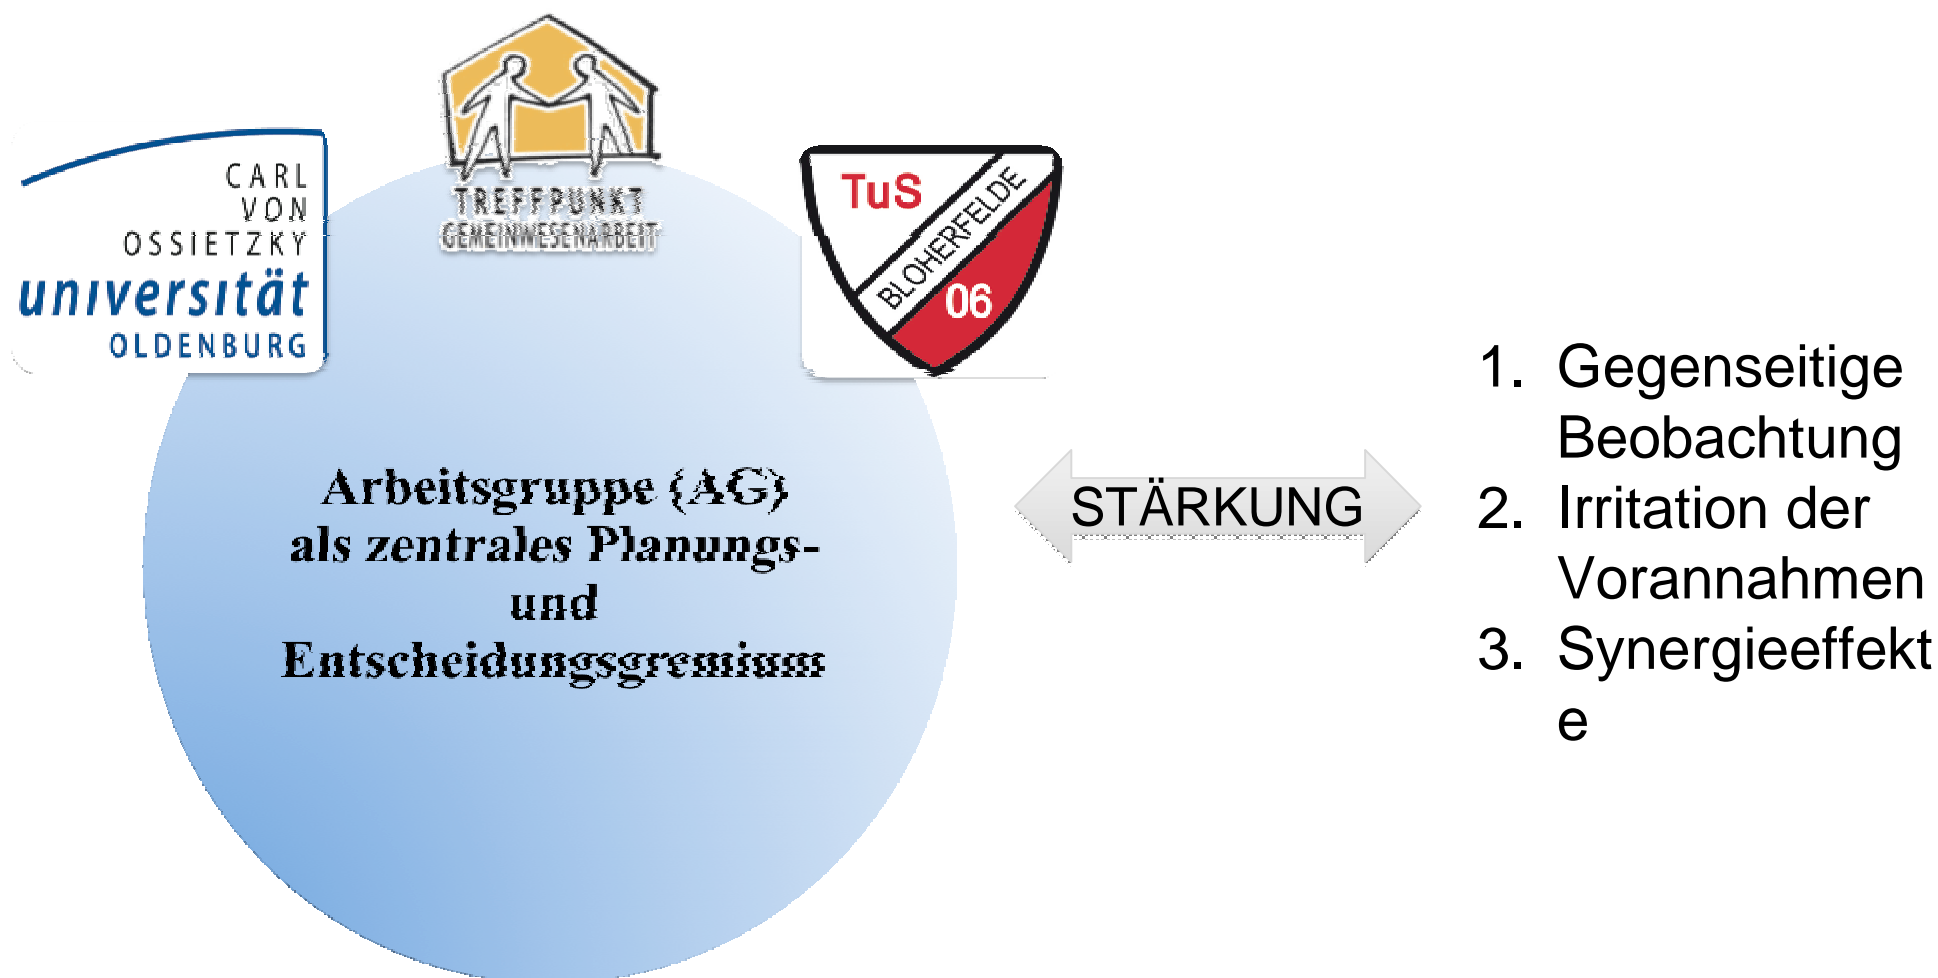 CARL
VON
OSSIETZKY
universität
OLDENBURG
TREFFPUNKT
GEMEINWESENARBEIT
TuS
BLOHERFELDE
06
Arbeitsgruppe (AG)
als zentrales Planungs-
und
Entscheidungsgremium
STÄRKUNG
1. Gegenseitige
Beobachtung
2. Irritation der
Vorannahmen
3. Synergieeffekt
e